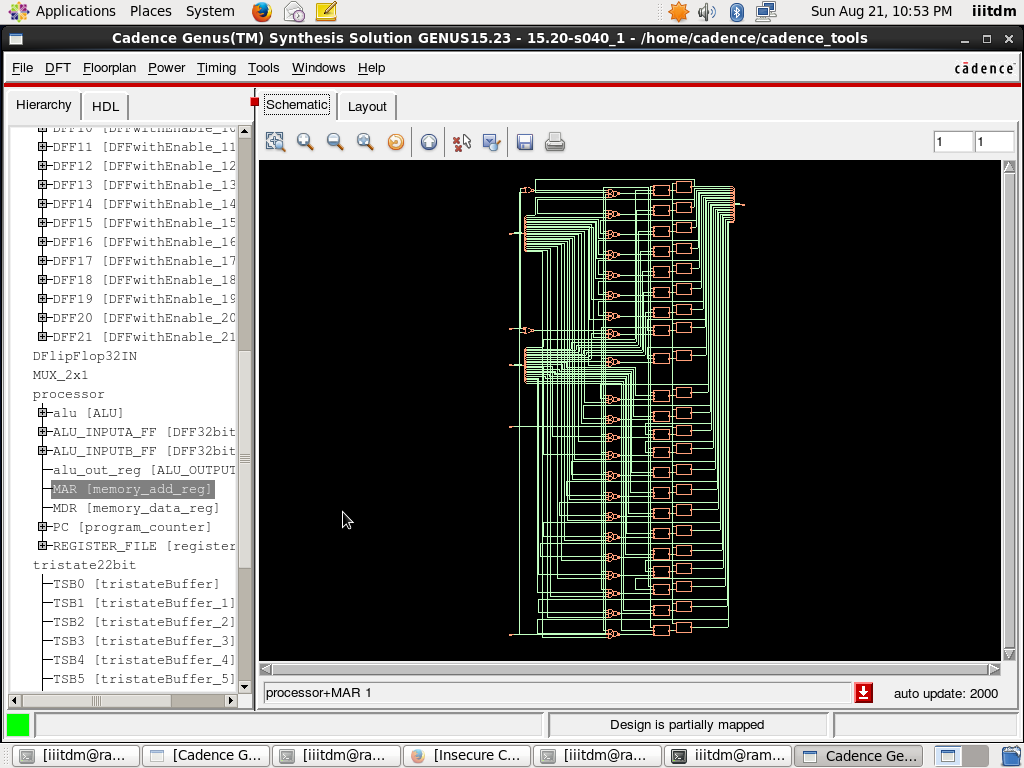 Applications Places System Sun Aug 21, 10:53 PM iiitdm
Cadence Genus(TM) Synthesis Solution GENUS15.23 - 15.20-s040_1 - /home/cadence/cadence_tools
File DFT Floorplan Power Timing Tools Windows Help cādence
Hierarchy HDL
Schematic Layout
1 1
DFF10 [DFFwithEnable_10
DFF11 [DFFwithEnable_11
DFF12 [DFFwithEnable_12
DFF13 [DFFwithEnable_13
DFF14 [DFFwithEnable_14
DFF15 [DFFwithEnable_15
DFF16 [DFFwithEnable_16
DFF17 [DFFwithEnable_17
DFF18 [DFFwithEnable_18
DFF19 [DFFwithEnable_19
DFF20 [DFFwithEnable_20
DFF21 [DFFwithEnable_21
DFlipFlop32IN
MUX_2x1
processor
alu [ALU]
ALU_INPUTA_FF [DFF32bit
ALU_INPUTB_FF [DFF32bit
alu_out_reg [ALU_OUTPUT
MAR [memory_add_reg]
MDR [memory_data_reg]
PC [program_counter]
REGISTER_FILE [register
tristate22bit
TSB0 [tristateBuffer]
TSB1 [tristateBuffer_1]
TSB2 [tristateBuffer_2]
TSB3 [tristateBuffer_3]
TSB4 [tristateBuffer_4]
TSB5 [tristateBuffer_5]
processor+MAR 1 auto update: 2000
Design is partially mapped
[iiitdm@ra... [Cadence G... [iiitdm@ra... [Insecure C... [iiitdm@ra... iiitdm@ram... Cadence Ge...